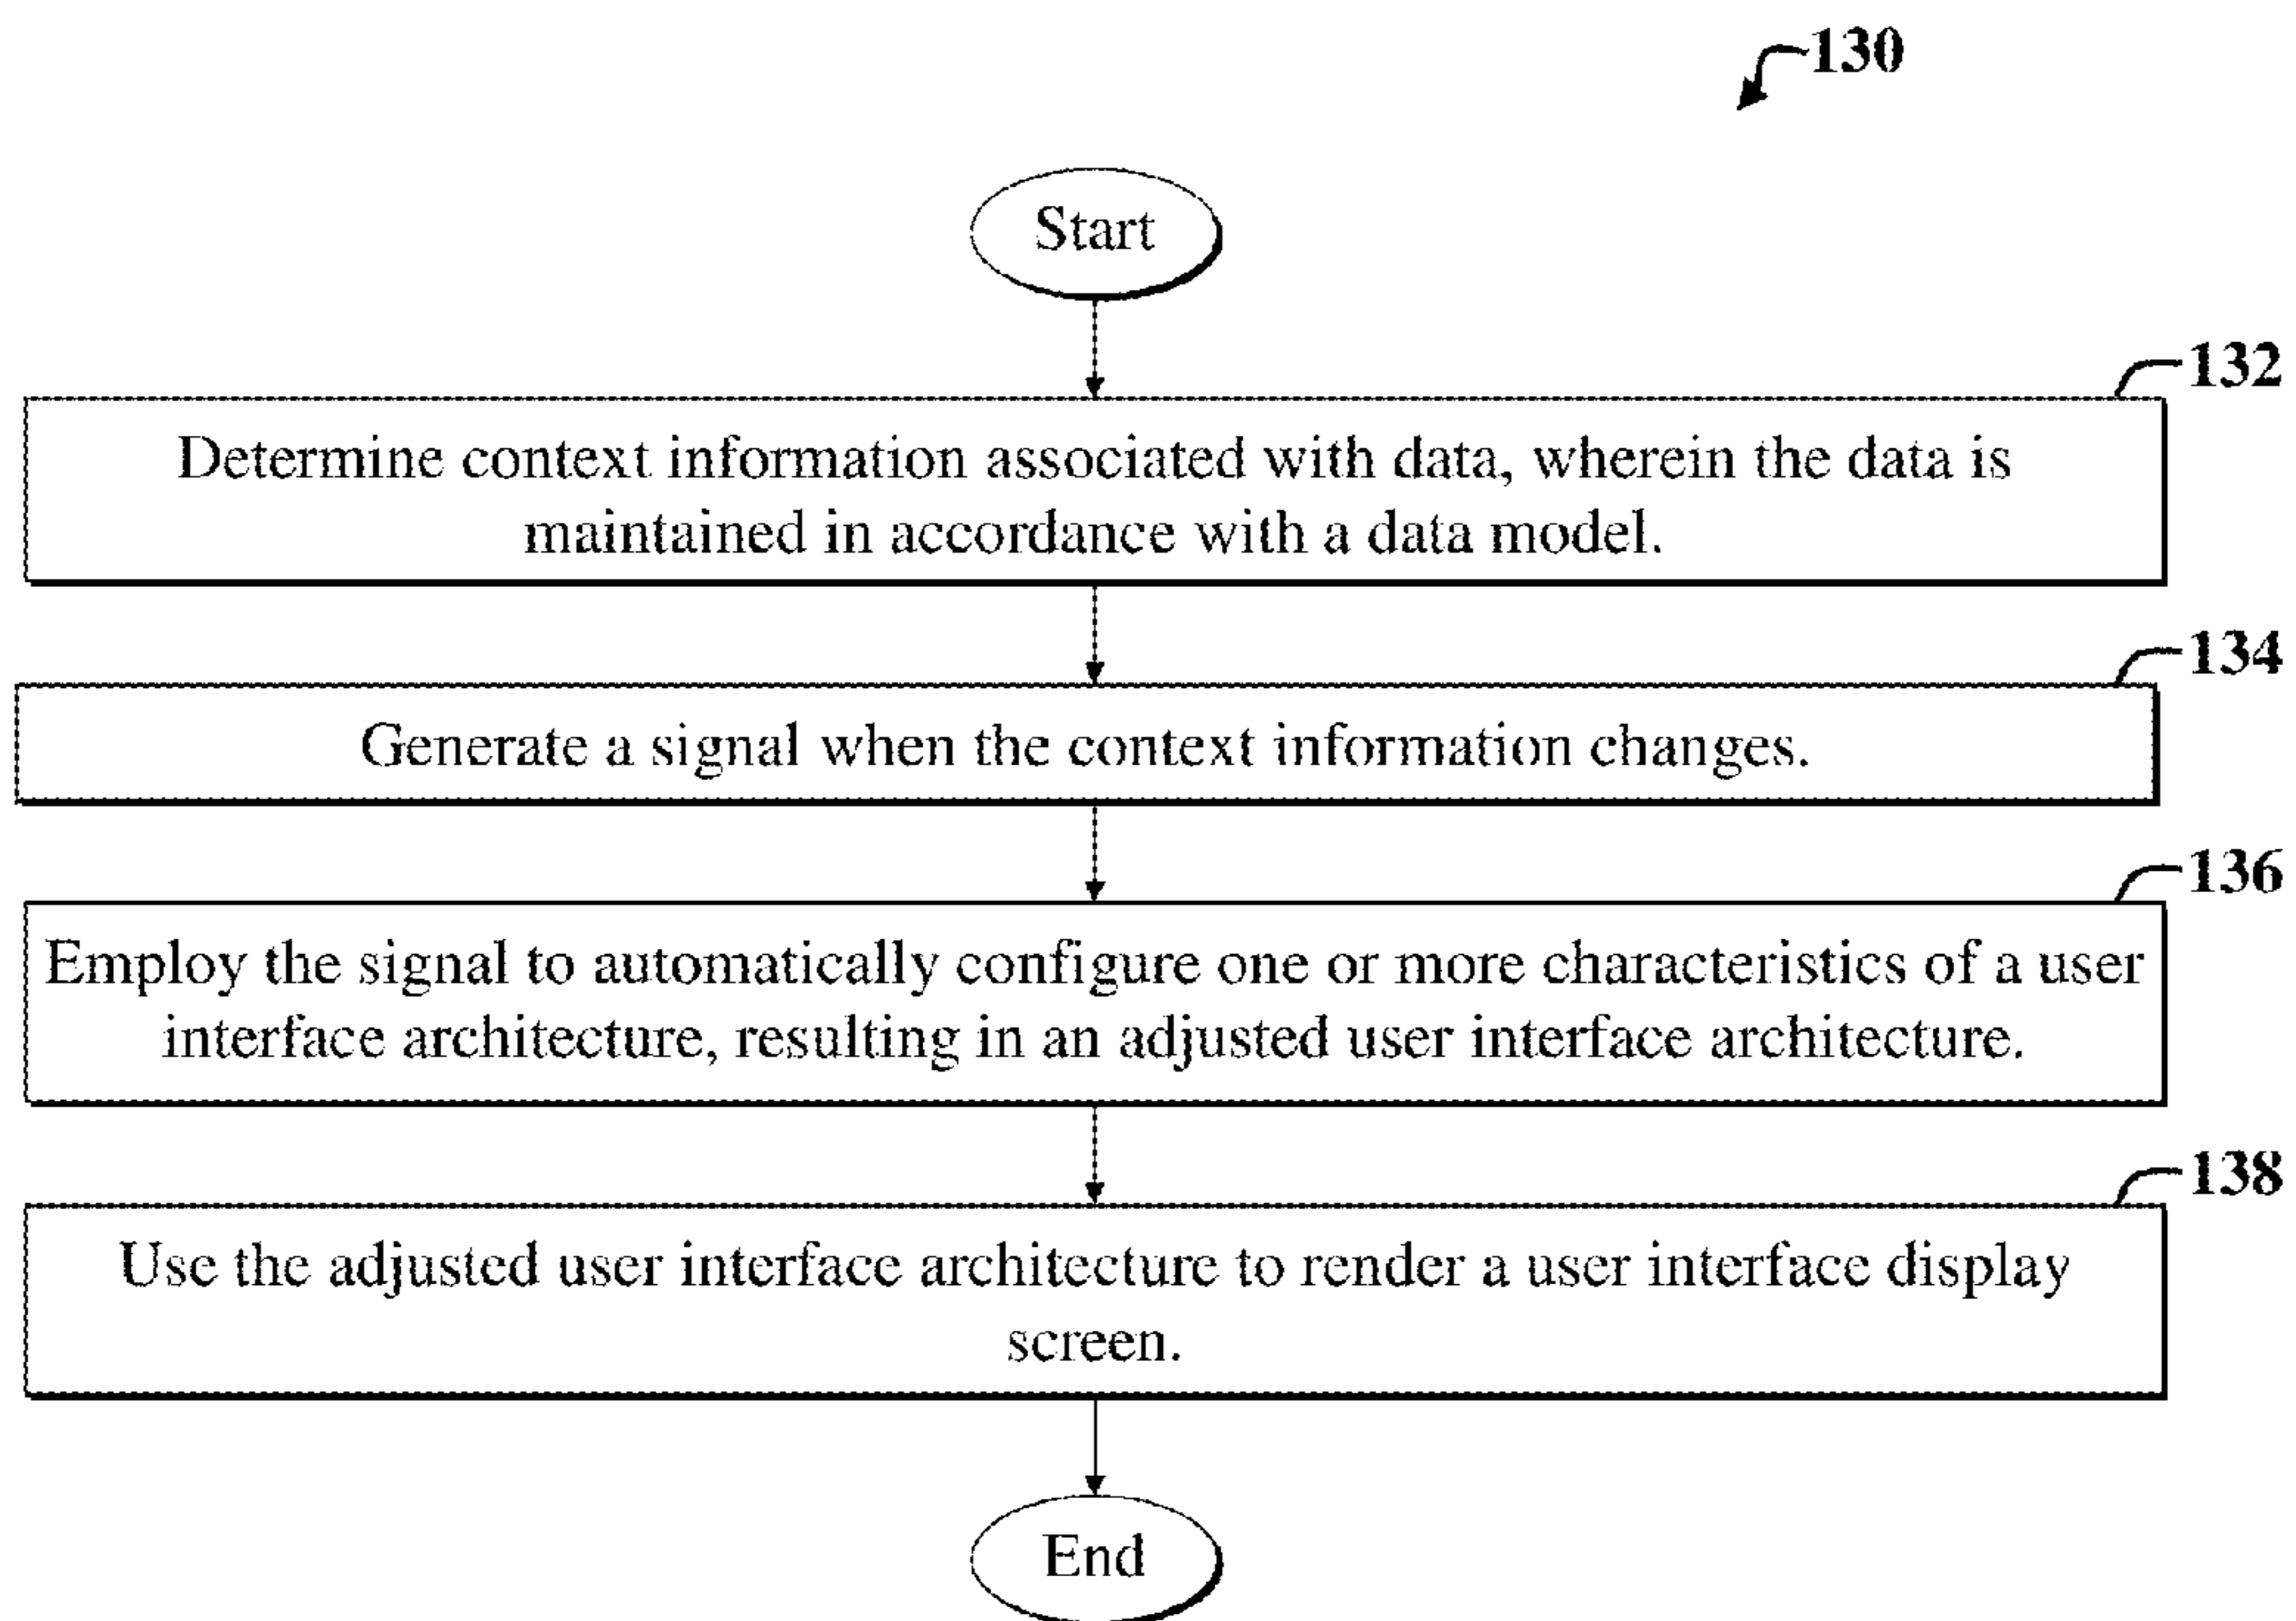 130
Start
132
Determine context information associated with data, wherein the data is
maintained in accordance with a data model.
134
Generate a signal when the context information changes.
136
Employ the signal to automatically configure one or more characteristics of a user
interface architecture, resulting in an adjusted user interface architecture.
138
Use the adjusted user interface architecture to render a user interface display
screen.
End